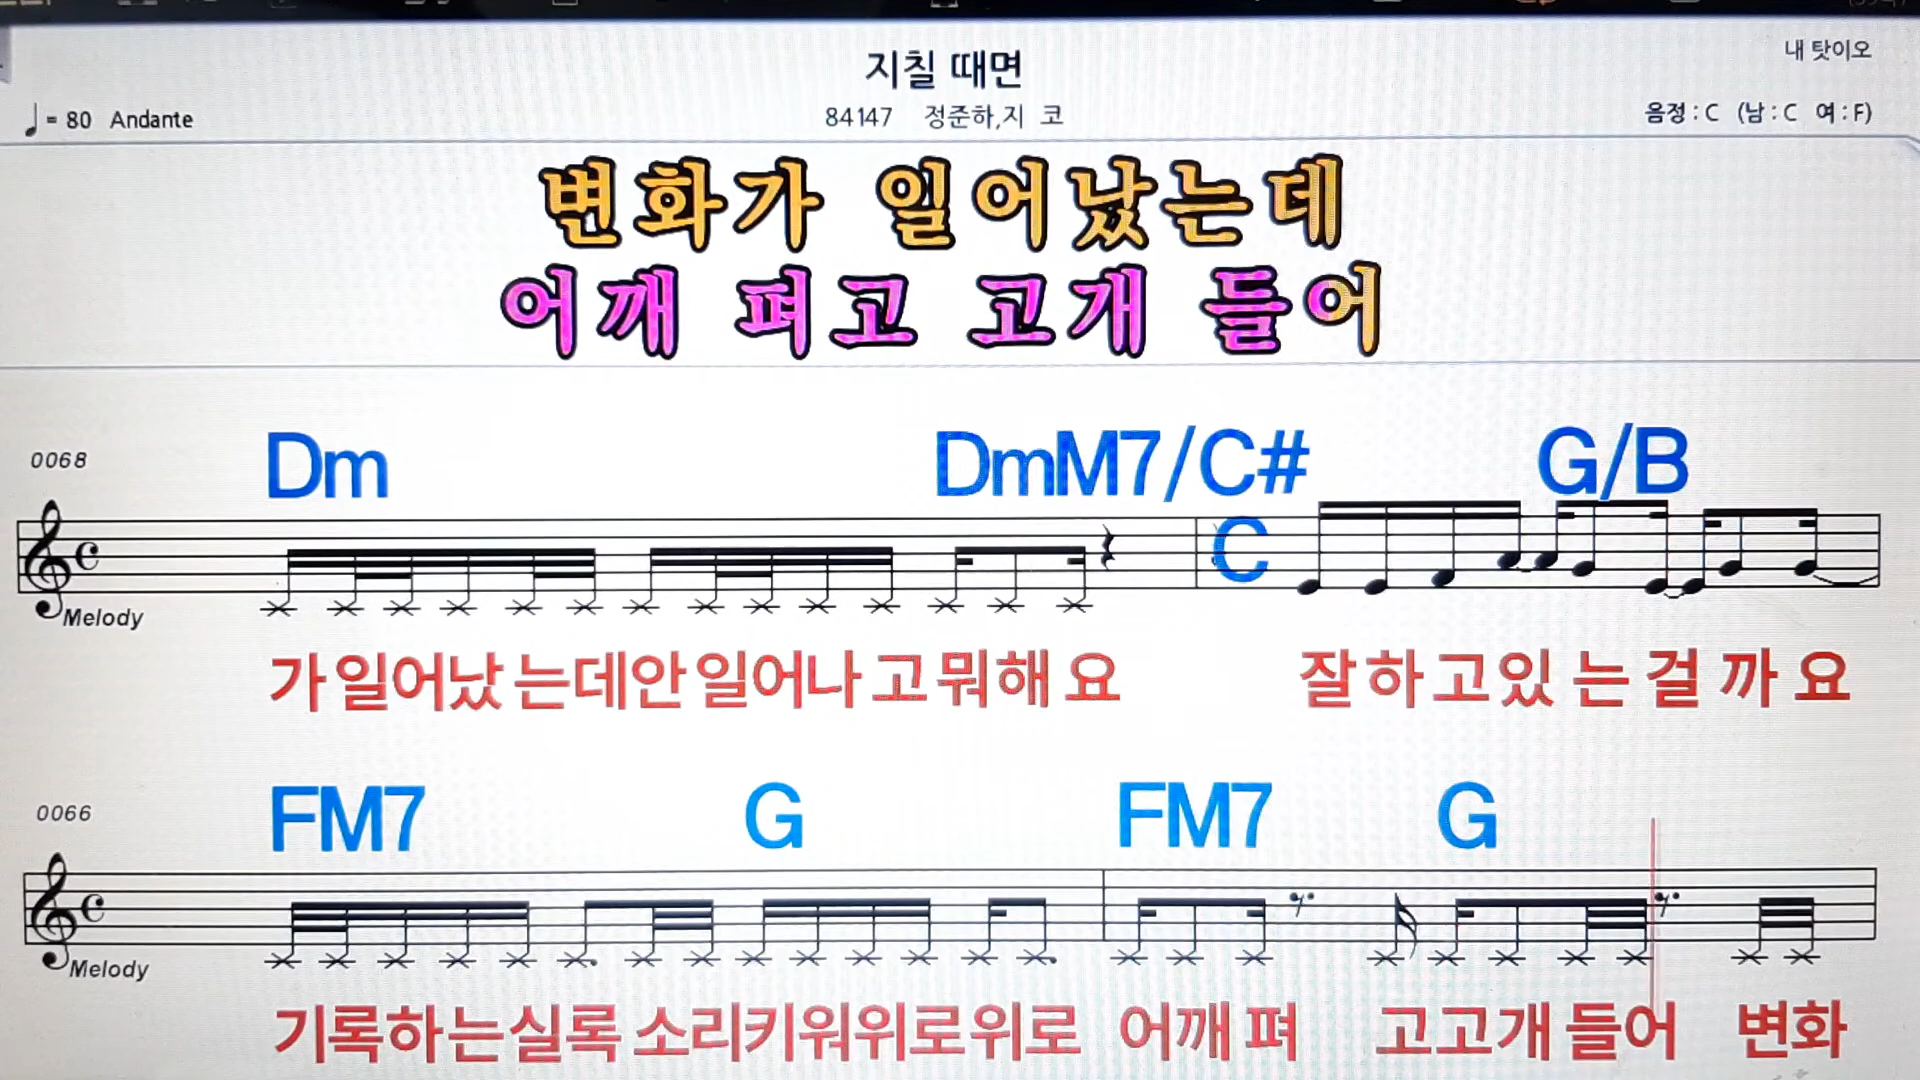 지칠 때면
내 탓이오
♩= 80 Andante
84147 정준하,지 코
음정 : C (남 : C 여 : F)
변화가 일어났는데
어깨 펴고 고개 들어
0068
Dm DmM7/C# C G/B
Melody
가 일어났 는데안 일어나 고 뭐해 요 잘 하 고 있 는 걸 까 요
0066
FM7 G FM7 G
Melody
기록하는실록 소리키워위로위로 어깨 펴 고고개 들어 변화